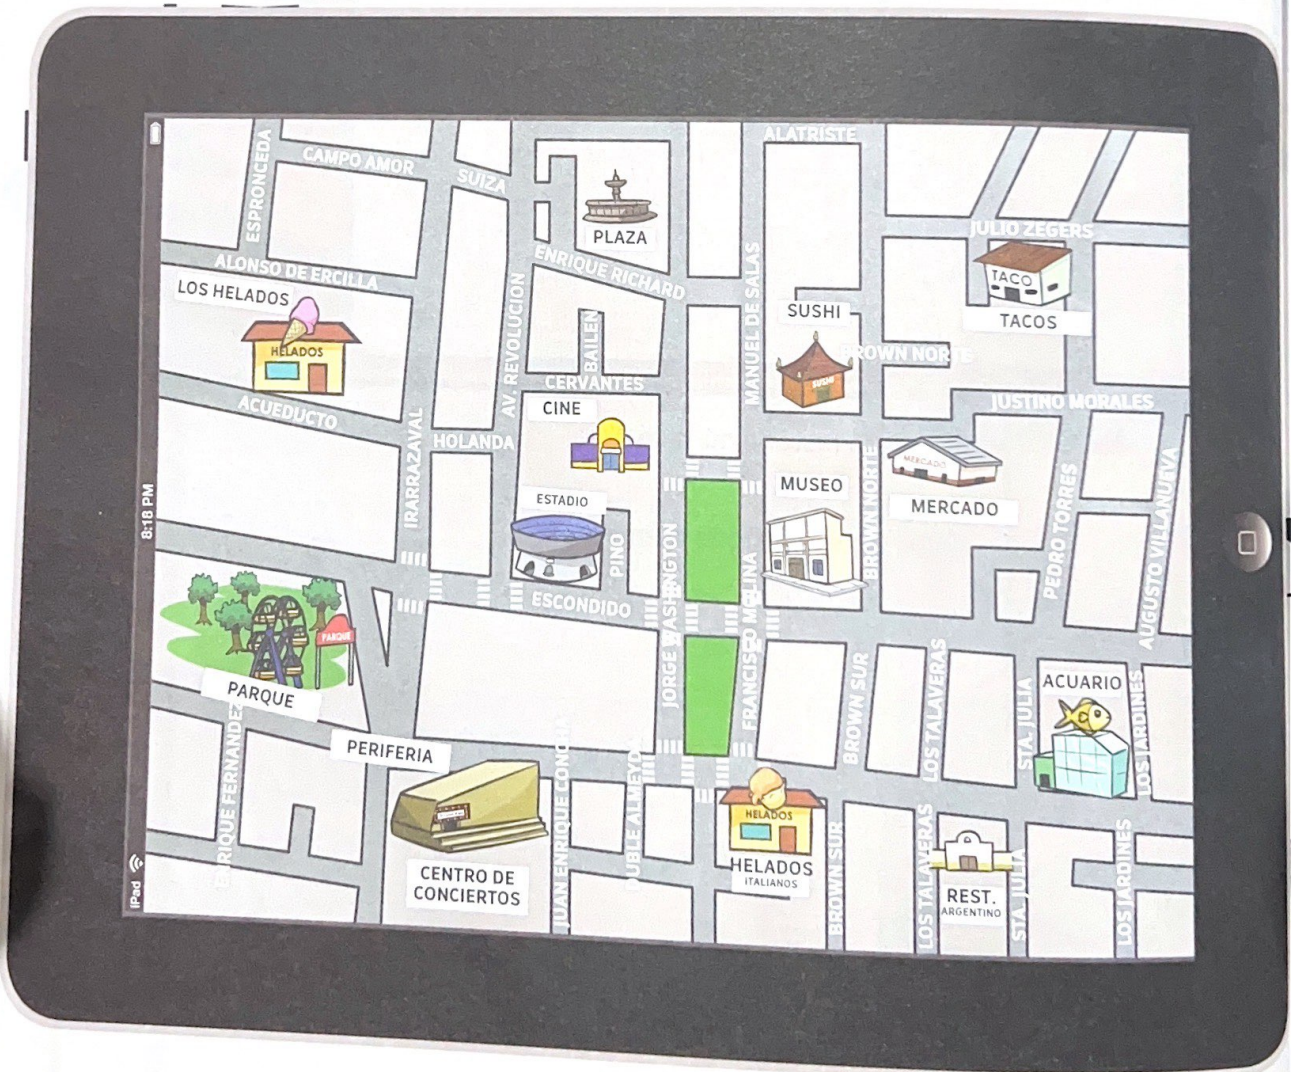 ALATRISTE
ESPRONCEDA
CAMPO AMOR
SUIZA
PLAZA
JULIO ZEGERS
ENRIQUE RICHARD
ALONSO DE ERCILLA
TACO
TACOS
LOS HELADOS
HELADOS
AV. REVOLUCION
BAILEN
MANUEL DE SALAS
SUSHI
SUSHI
BROWN NORTE
CERVANTES
JUSTINO MORALES
ACUEDUCTO
CINE
IRARRAZAVAL
HOLANDA
MERCADO
MERCADO
ESTADIO
MUSEO
BROWN NORTE
PEDRO TORRES
AUGUSTO VILLANUEVA
8:18 PM
PINO
JORGE WASHINGTON
FRANCISCO MOLINA
ESCONDIDO
PARQUE
PARQUE
BROWN SUR
LOS TALAVERAS
STA. JULIA
ACUARIO
LOS JARDINES
PERIFERIA
ENRIQUE FERNANDEZ
JUAN ENRIQUE CONCHA
DUBLE ALMEYDA
HELADOS
HELADOS
ITALIANOS
BROWN SUR
LOS TALAVERAS
REST.
ARGENTINO
STA. JULIA
LOS JARDINES
CENTRO DE
CONCIERTOS
iPad